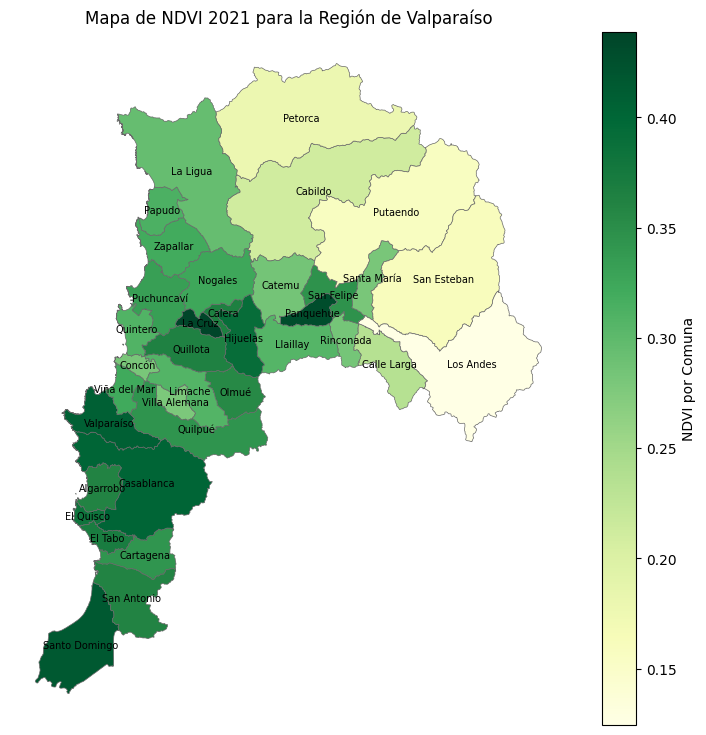 Mapa de NDVI 2021 para la Región de Valparaíso
Petorca
La Ligua
Cabildo
Papudo
Putaendo
Zapallar
Nogales
Catemu
Santa María
San Esteban
Puchuncaví
San Felipe
Calera
Panquehue
La Cruz
Quintero
Hijuelas
Rinconada
Llaillay
Quillota
Concón
Calle Larga
Los Andes
Viña del Mar
Limache
Olmué
Villa Alemana
Valparaíso
Quilpué
Casablanca
Algarrobo
El Quisco
El Tabo
Cartagena
San Antonio
Santo Domingo
0.40
0.35
0.30
0.25
0.20
0.15
NDVI por Comuna